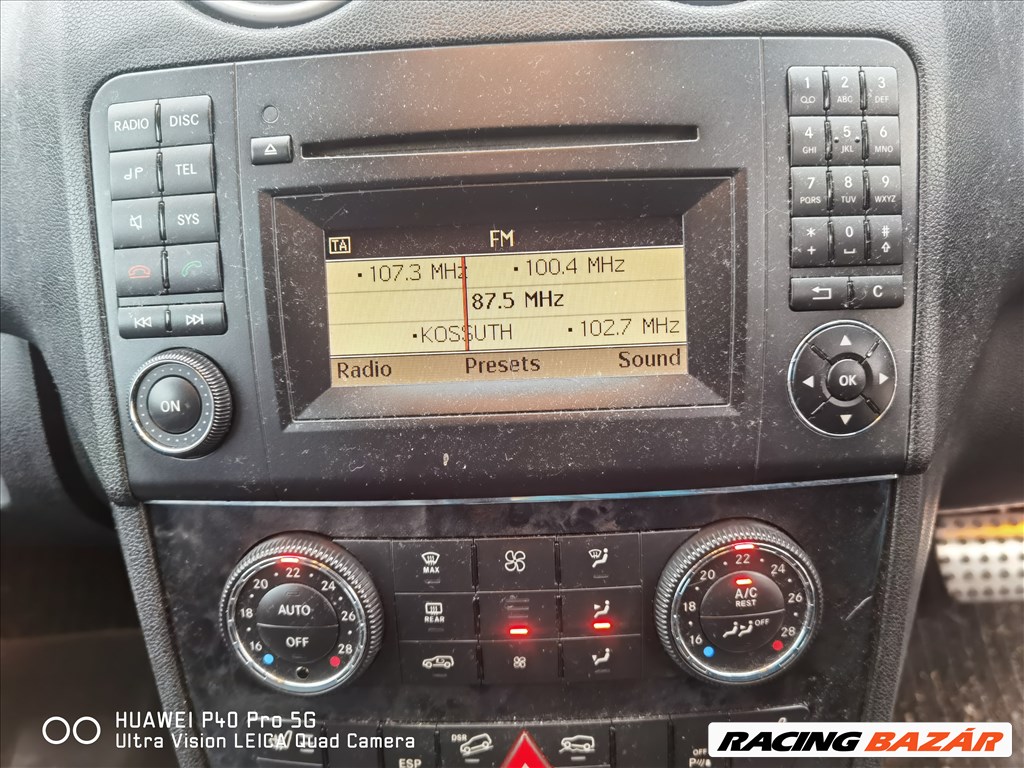 RADIO DISC
TEL
SYS
ON
TA FM
•107.3 MHz •100.4 MHz
87.5 MHz
•KOSSUTH •102.7 MHz
Radio Presets Sound
1 2 3
ABC DEF
4 5 6
GHI JKL MNO
7 8 9
PQRS TUV WXYZ
* 0 #
+
C
OK
16 18 20 22 24 26 28
AUTO
OFF
MAX
REAR
16 18 20 22 24 26 28
A/C
REST
OFF
DSR
ESP
OFF
HUAWEI P40 Pro 5G
Ultra Vision LEICA Quad Camera
RACING BAZÁR